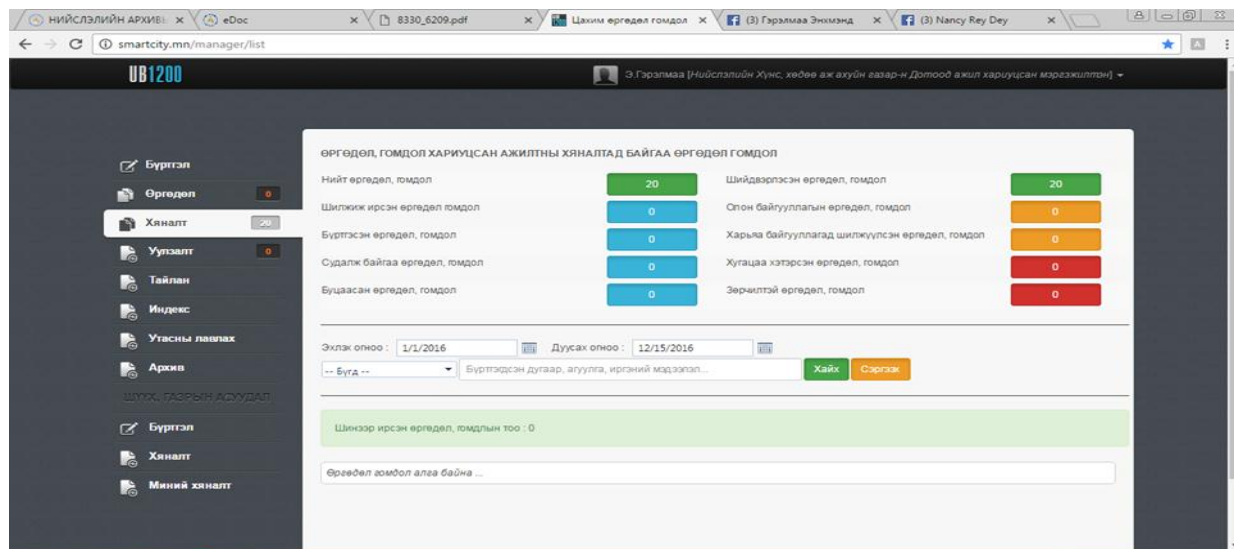 НИЙСЛЭЛИЙН АРХИВЫ
eDoc
8330_6209.pdf
Цахим өргөдөл гомдол
(3) Гэрэлмаа Энхмэнд
(3) Nancy Rey Dey
smartcity.mn/manager/list
UB1200
Э.Гэрэлмаа [Нийслэлийн Хүнс, хөдөө аж ахуйн газар-н Дотоод ажил хариуцсан мэргэжилтэн]
Бүртгэл
Өргөдөл 0
Хяналт 20
Уулзалт 0
Тайлан
Индекс
Утасны лавлах
Архив
ШҮҮХ, ГАЗРЫН АСУУДАЛ
Бүртгэл
Хяналт
Миний хяналт
ӨРГӨДӨЛ, ГОМДОЛ ХАРИУЦСАН АЖИЛТНЫ ХЯНАЛТАД БАЙГАА ӨРГӨДӨЛ ГОМДОЛ
Нийт өргөдөл, гомдол 20
Шийдвэрлэсэн өргөдөл, гомдол 20
Шилжиж ирсэн өргөдөл гомдол 0
Олон байгууллагын өргөдөл, гомдол 0
Бүртгэсэн өргөдөл, гомдол 0
Харьяа байгууллагад шилжүүлсэн өргөдөл, гомдол 0
Судалж байгаа өргөдөл, гомдол 0
Хугацаа хэтэрсэн өргөдөл, гомдол 0
Буцаасан өргөдөл, гомдол 0
Зөрчилтэй өргөдөл, гомдол 0
Эхлэх огноо : 1/1/2016 Дуусах огноо : 12/15/2016
-- Бүгд -- Бүртгэгдсэн дугаар, агуулга, иргэний мэдээлэл... Хайх Сэргээх
Шинээр ирсэн өргөдөл, гомдлын тоо : 0
Өргөдөл гомдол алга байна ...